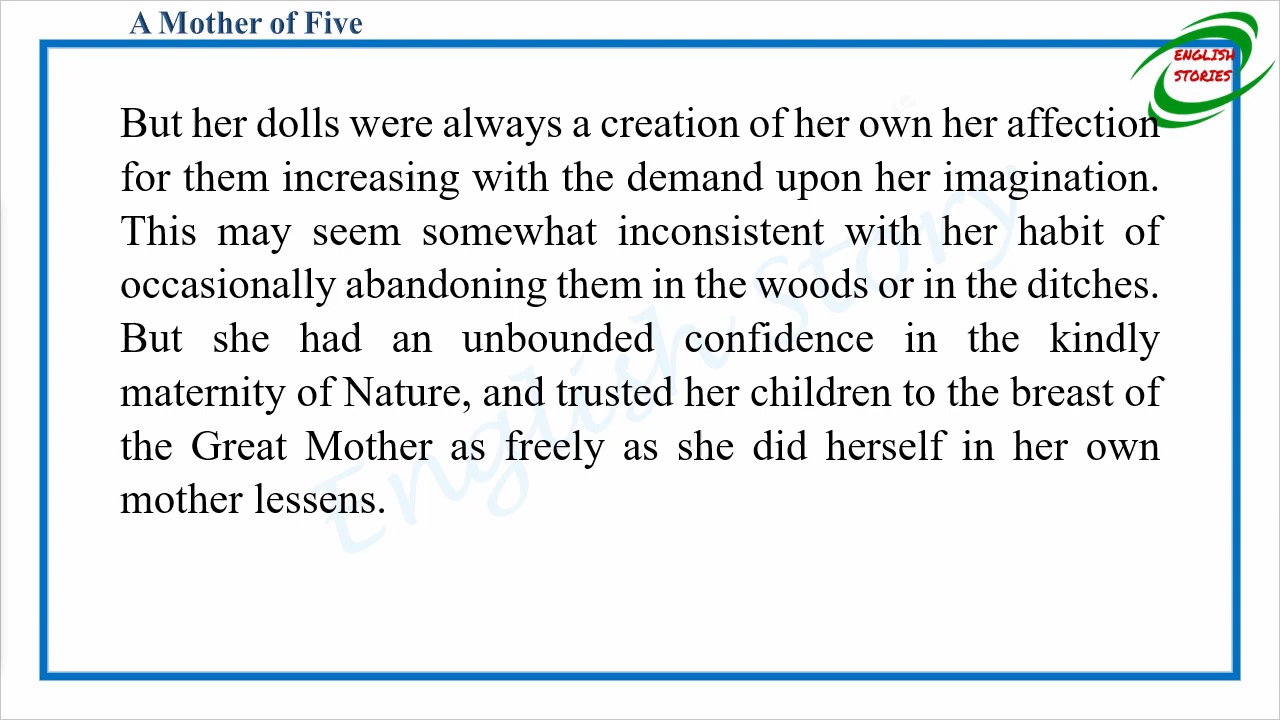 A Mother of Five
ENGLISH
STORIES
But her dolls were always a creation of her own her affection
for them increasing with the demand upon her imagination.
This may seem somewhat inconsistent with her habit of
occasionally abandoning them in the woods or in the ditches.
But she had an unbounded confidence in the kindly
maternity of Nature, and trusted her children to the breast of
the Great Mother as freely as she did herself in her own
mother lessens.
English Story